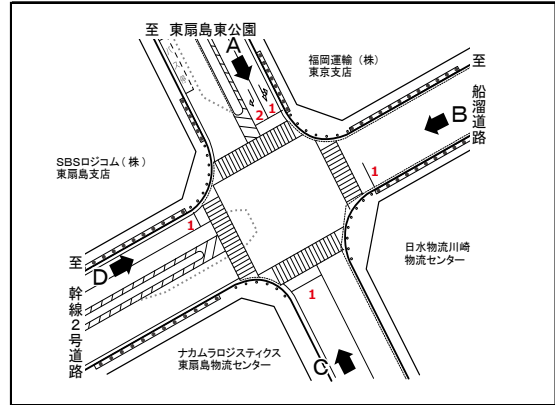 至 東扇島東公園
A
福岡運輸（株）
東京支店
至 船溜道路
B
2 1
1
SBSロジコム（株）
東扇島支店
1
日水物流川崎
物流センター
至 幹線2号道路
D
1
ナカムラロジスティクス
東扇島物流センター
C